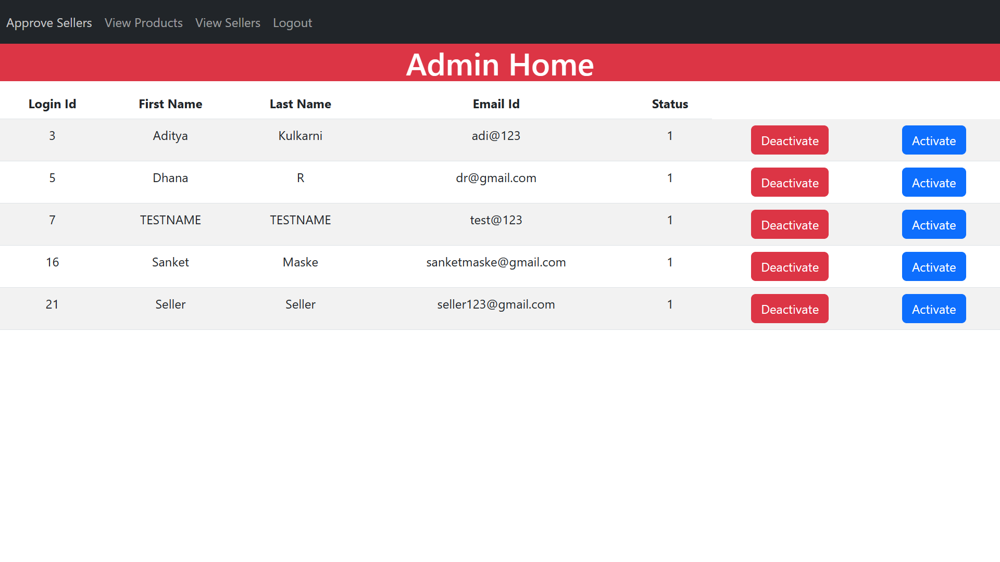 Approve Sellers View Products View Sellers Logout
Admin Home
Login Id First Name Last Name Email Id Status
3 Aditya Kulkarni adi@123 1 Deactivate Activate
5 Dhana R dr@gmail.com 1 Deactivate Activate
7 TESTNAME TESTNAME test@123 1 Deactivate Activate
16 Sanket Maske sanketmaske@gmail.com 1 Deactivate Activate
21 Seller Seller seller123@gmail.com 1 Deactivate Activate